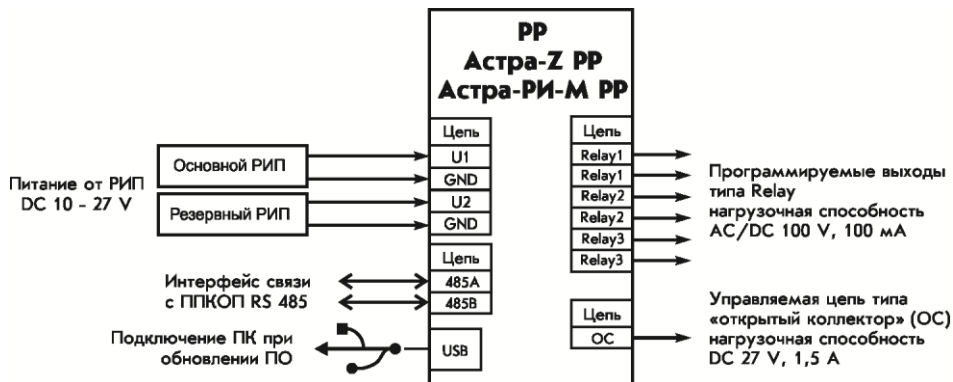 РР
Астра-Z РР
Астра-РИ-М РР
Питание от РИП
DC 10 – 27 V
Основной РИП
Резервный РИП
Цепь
U1
GND
U2
GND
Интерфейс связи
с ППКОП RS 485
Цепь
485A
485B
Подключение ПК при
обновлении ПО
USB
Цепь
Relay1
Relay1
Relay2
Relay2
Relay3
Relay3
Программируемые выходы
типа Relay
нагрузочная способность
AC/DC 100 V, 100 мА
Цепь
OC
Управляемая цепь типа
«открытый коллектор» (ОС)
нагрузочная способность
DC 27 V, 1,5 А